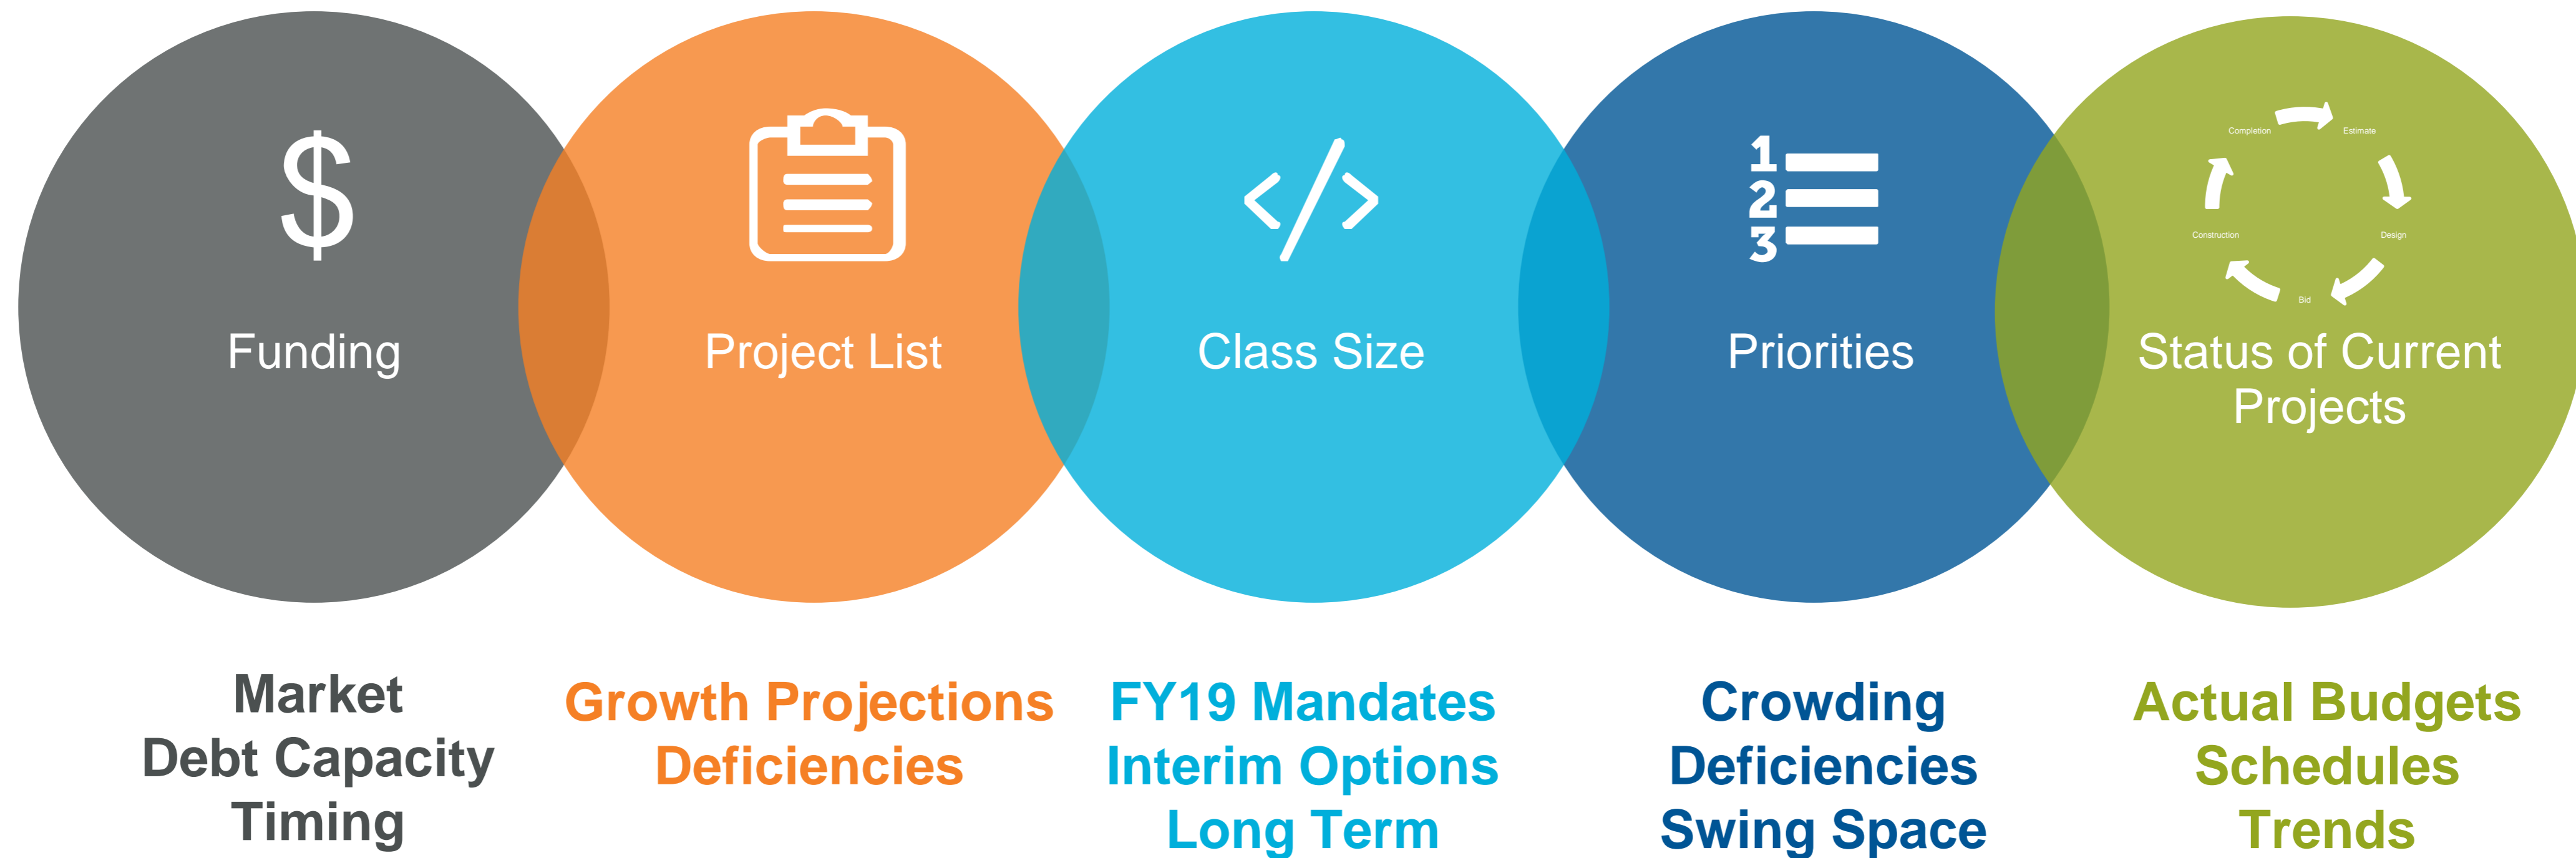 $
Funding
Project List
</>
Class Size
1
2
3
Priorities
Completion
Estimate
Construction
Design
Bid
Status of Current
Projects
Market
Debt Capacity
Timing
Growth Projections
Deficiencies
FY19 Mandates
Interim Options
Long Term
Crowding
Deficiencies
Swing Space
Actual Budgets
Schedules
Trends